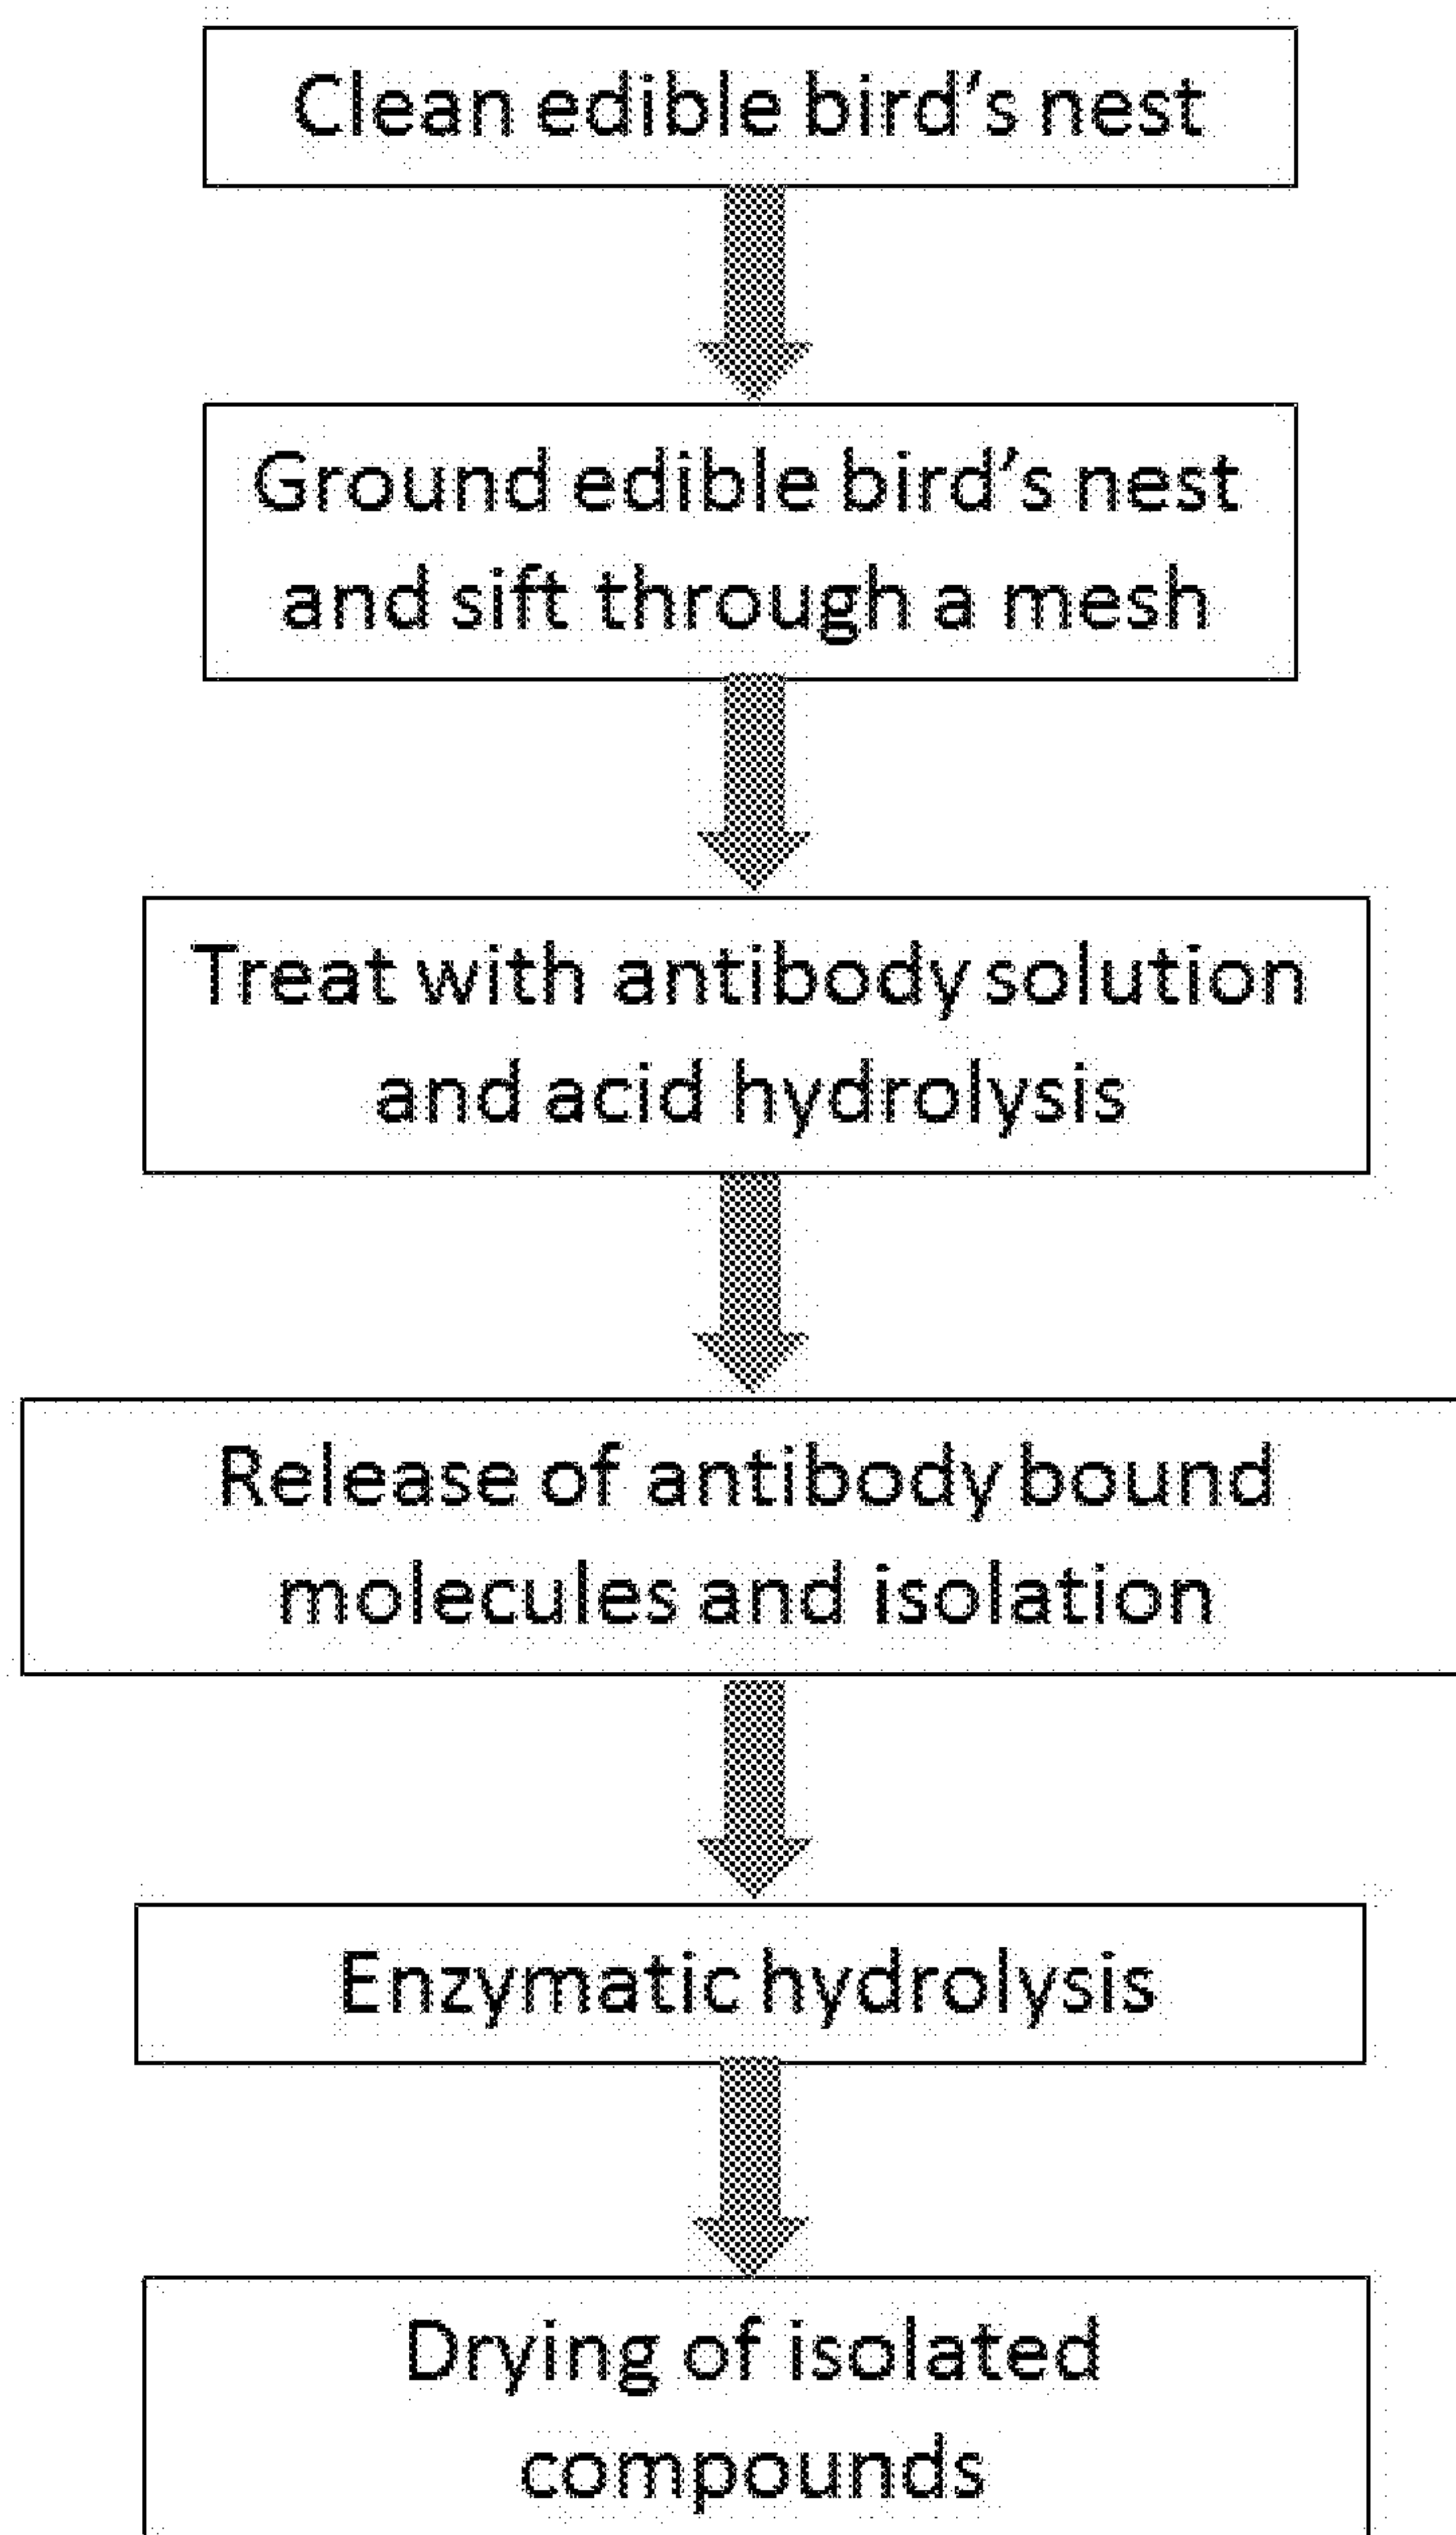 Clean edible bird's nest
Ground edible bird's nest
and sift through a mesh
Treat with antibody solution
and acid hydrolysis
Release of antibody bound
molecules and isolation
Enzymatic hydrolysis
Drying of isolated
compounds